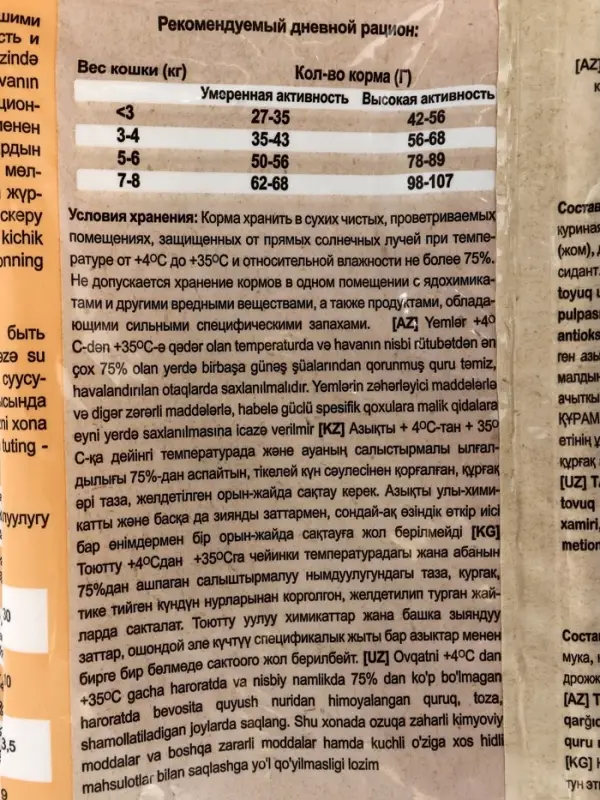 Рекомендуемый дневной рацион:
Вес кошки (кг) Кол-во корма (Г)
Умеренная активность Высокая активность
<3 27-35 42-56
3-4 35-43 56-68
5-6 50-56 78-89
7-8 62-68 98-107
Условия хранения: Корма хранить в сухих чистых, проветриваемых
помещениях, защищенных от прямых солнечных лучей при темпе-
ратуре от +4ºС до +35ºС и относительной влажности не более 75%.
Не допускается хранение кормов в одном помещении с ядохимика-
тами и другими вредными веществами, а также продуктами, облада-
ющими сильными специфическими запахами. [AZ] Yemlər +4º
C-dən +35ºC-ə qədər olan temperaturda və havanın nisbi rütubətdən ən
çox 75% olan yerdə birbaşa günəş şüalarından qorunmuş quru təmiz,
havalandırılan otaqlarda saxlanılmalıdır. Yemlərin zəhərləyici maddələrlə
və digər zərərli maddələrlə, habelə güclü spesifik qoxulara malik qidalara
eyni yerdə saxlanılmasına icazə verilmir [KZ] Азықты + 4ºС-тан + 35º
С-қа дейінгі температурада және ауаның салыстырмалы ылғал-
дылығы 75%-дан аспайтын, тікелей күн сәулесінен қорғалған, құрғақ
әрі таза, желдетілген орын-жайда сақтау керек. Азықты улы-хими-
катты және басқа да зиянды заттармен, сондай-ақ өзіндік өткір иісі
бар өнімдермен бір орын-жайда сақтауға жол берілмейді [KG]
Тоютту +4ºСдан +35ºСга чейинки температурадагы жана абанын
75%дан ашпаган салыштырмалуу нымдуулугундагы таза, кургак,
тике тийген күндүн нурларынан корголгон, желдетилип турган жай-
ларда сакталат. Тоютту уулуу химикаттар жана башка зыяндуу
заттар, ошондой эле күчтүү спецификалык жыты бар азыктар менен
бирге бир бөлмөдө сактоого жол берилбейт. [UZ] Ovqatni +4ºC dan
+35ºC gacha haroratda va nisbiy namlikda 75% dan ko'p bo'lmagan
haroratda bevosita quyush nuridan himoyalangan quruq, toza,
shamollatiladigan joylarda saqlang. Shu xonada ozuqa zaharli kimyoviy
moddalar va boshqa zararli moddalar hamda kuchli o'ziga xos hidli
mahsulotlar bilan saqlashga yo'l qo'yilmasligi lozim